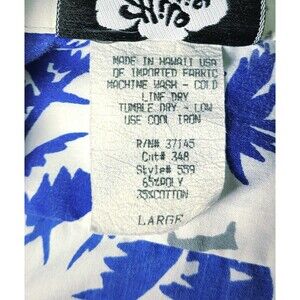 MADE IN HAWAII USA
OF IMPORTED FABRIC
MACHINE WASH - COLD
LINE DRY
TUMBLE DRY - LOW
USE COOL IRON
R/N# 37145
Cnt# 348
Style# 559
65%POLY
35%COTTON
LARGE